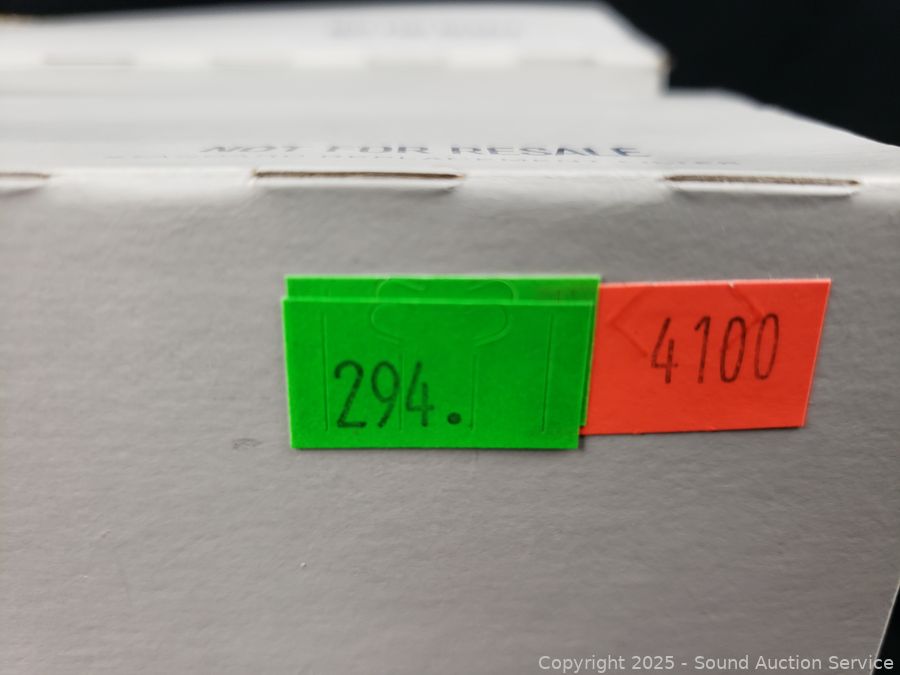 NOT FOR RESALE
294.
4100
Copyright © 2025 - Sound Auction Service